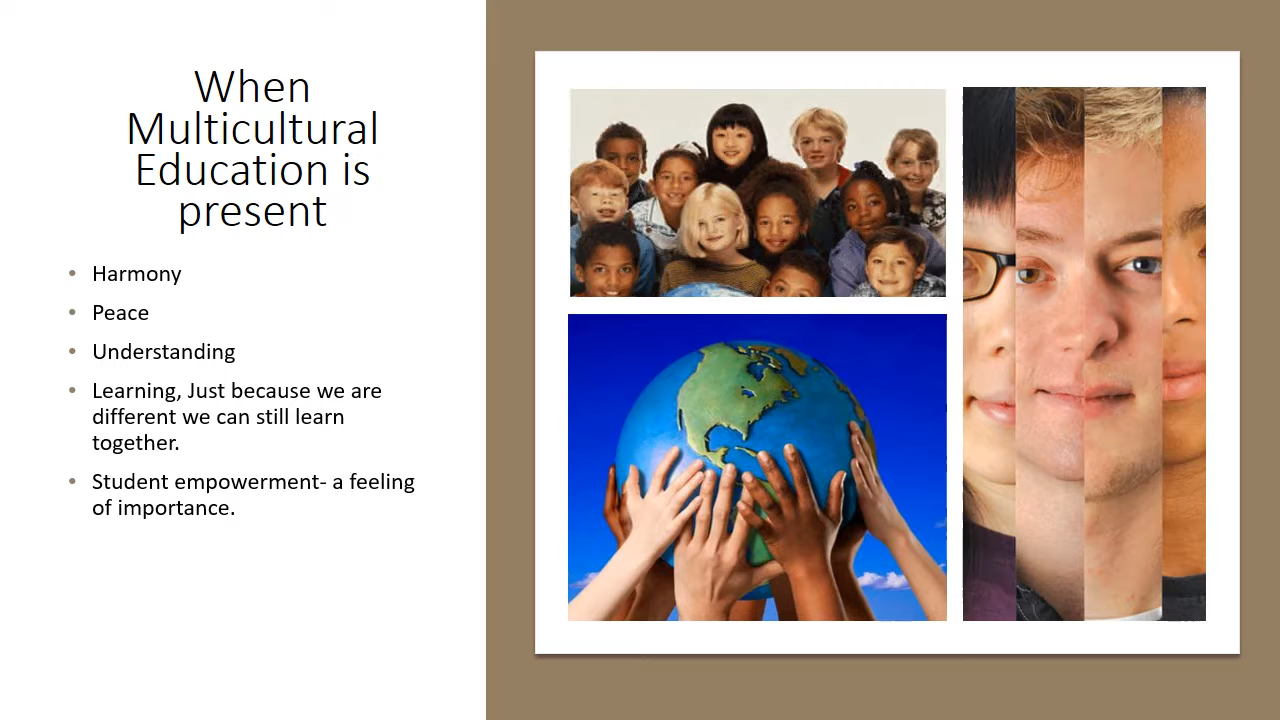 When
Multicultural
Education is
present
• Harmony
• Peace
• Understanding
• Learning, Just because we are
different we can still learn
together.
• Student empowerment- a feeling
of importance.